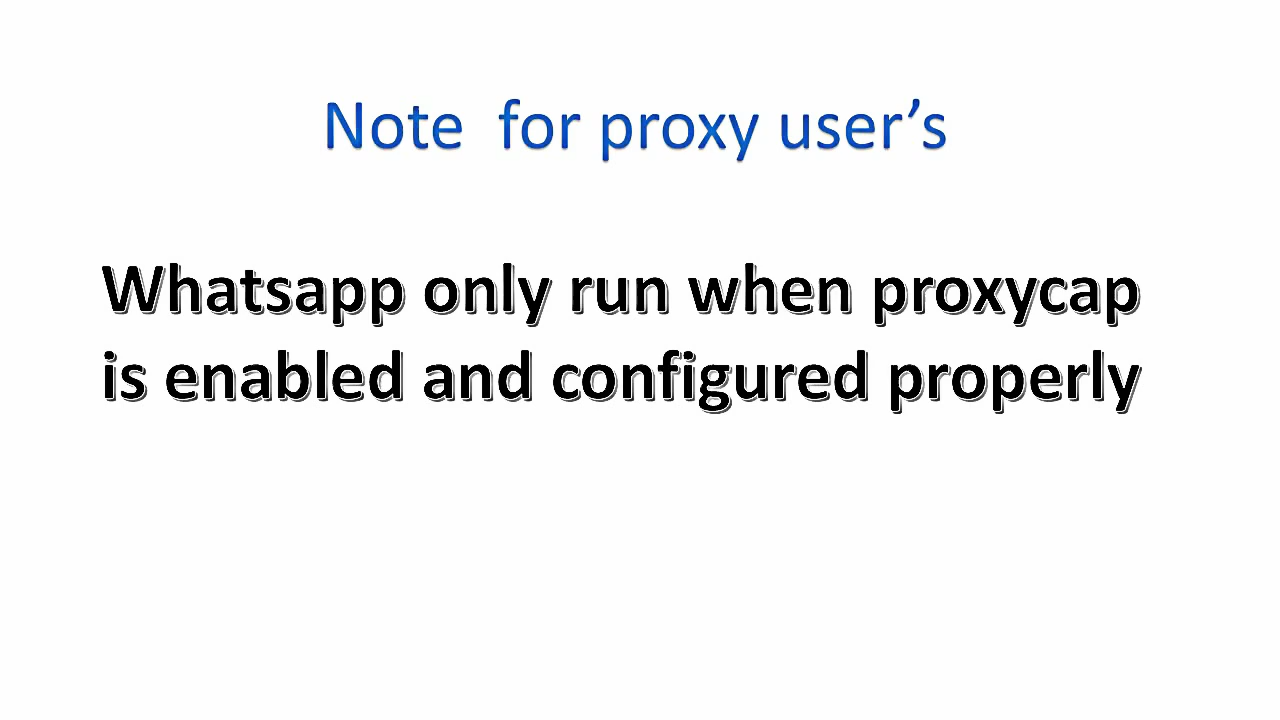 Note  for proxy user’s
Whatsapp only run when proxycap
is enabled and configured properly